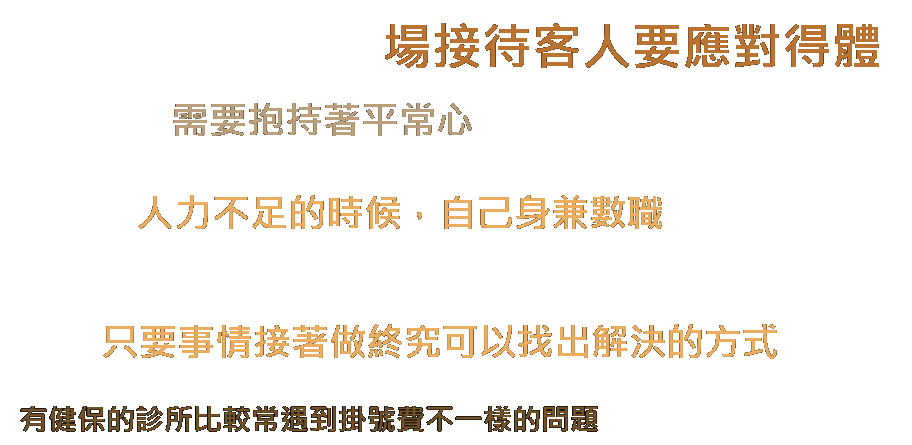 場接待客人要應對得體
需要抱持著平常心
人力不足的時候，自己身兼數職
只要事情接著做終究可以找出解決的方式
有健保的診所比較常遇到掛號費不一樣的問題